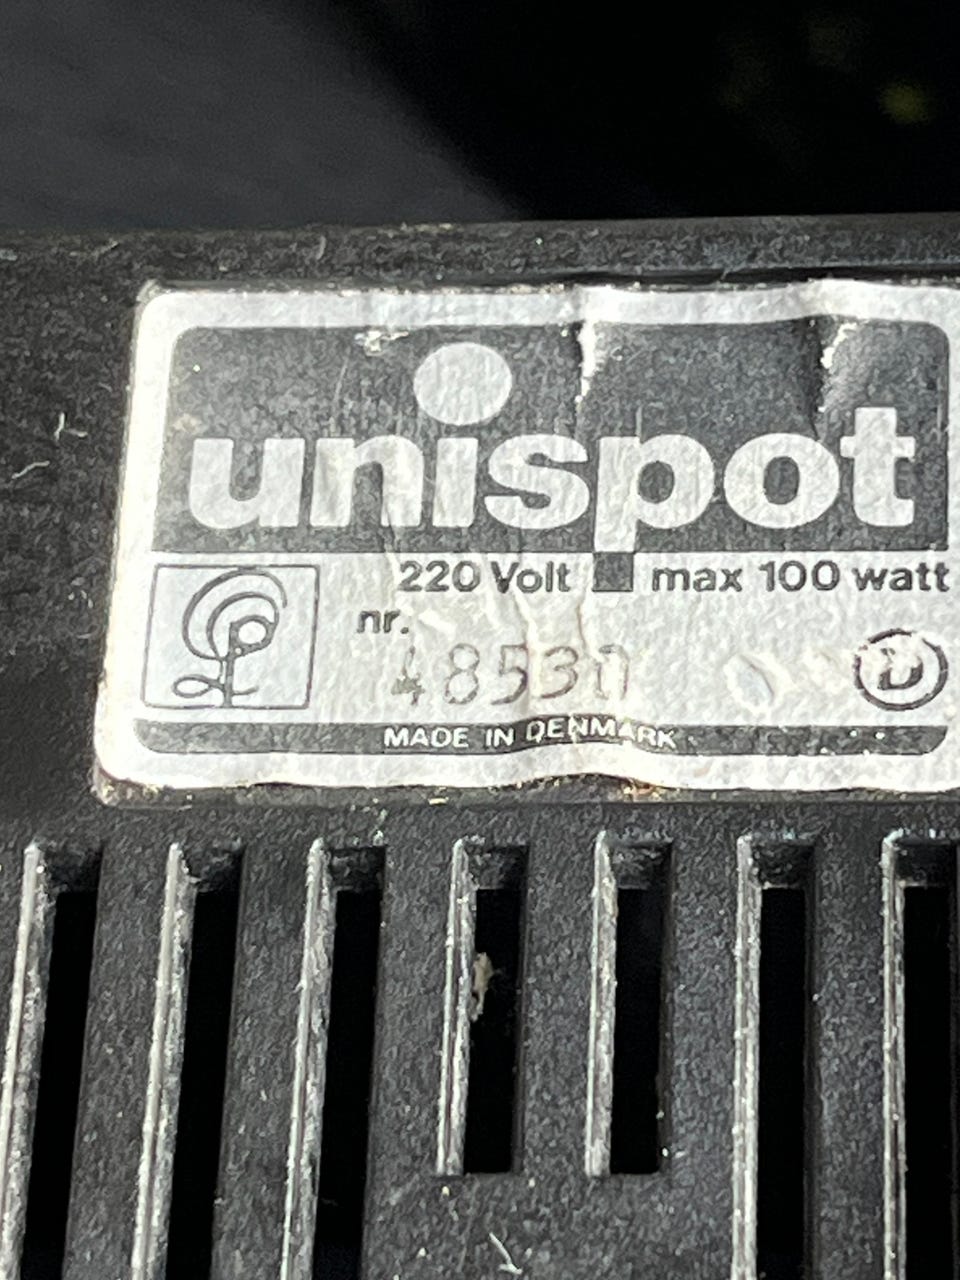 unispot
220 Volt max 100 watt
nr.
48530
D
MADE IN DENMARK